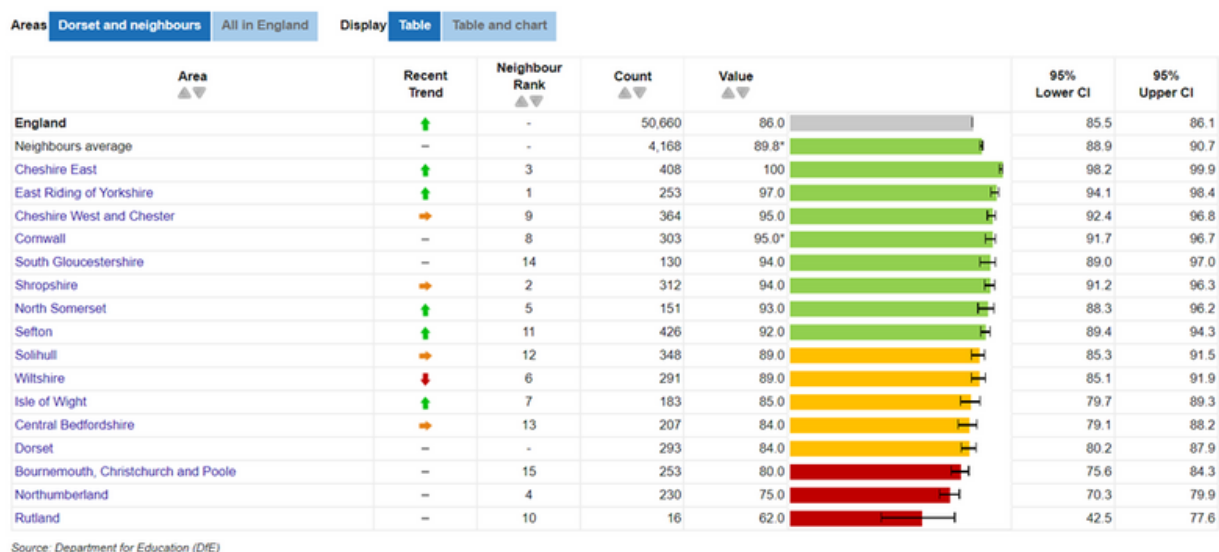 Areas Dorset and neighbours All in England Display Table Table and chart
Area Recent Trend Neighbour Rank Count Value 95% Lower CI 95% Upper CI
England - 50,660 86.0 85.5 86.1
Neighbours average – - 4,168 89.8* 88.9 90.7
Cheshire East 3 408 100 98.2 99.9
East Riding of Yorkshire 1 253 97.0 94.1 98.4
Cheshire West and Chester 9 364 95.0 92.4 96.8
Cornwall – 8 303 95.0* 91.7 96.7
South Gloucestershire – 14 130 94.0 89.0 97.0
Shropshire 2 312 94.0 91.2 96.3
North Somerset 5 151 93.0 88.3 96.2
Sefton 11 426 92.0 89.4 94.3
Solihull 12 348 89.0 85.3 91.5
Wiltshire 6 291 89.0 85.1 91.9
Isle of Wight 7 183 85.0 79.7 89.3
Central Bedfordshire 13 207 84.0 79.1 88.2
Dorset – - 293 84.0 80.2 87.9
Bournemouth, Christchurch and Poole – 15 253 80.0 75.6 84.3
Northumberland – 4 230 75.0 70.3 79.9
Rutland – 10 16 62.0 42.5 77.6
Source: Department for Education (DfE)